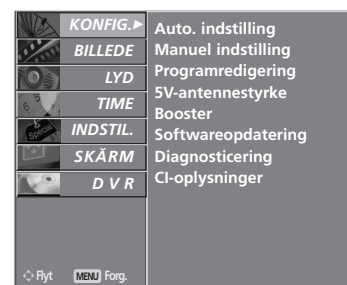 KONFIG.
BILLEDE
LYD
TIME
INDSTIL.
SKÄRM
D V R
Auto. indstilling
Manuel indstilling
Programredigering
5V-antennestyrke
Booster
Softwareopdatering
Diagnosticering
CI-oplysninger
Flyt MENU Forg.